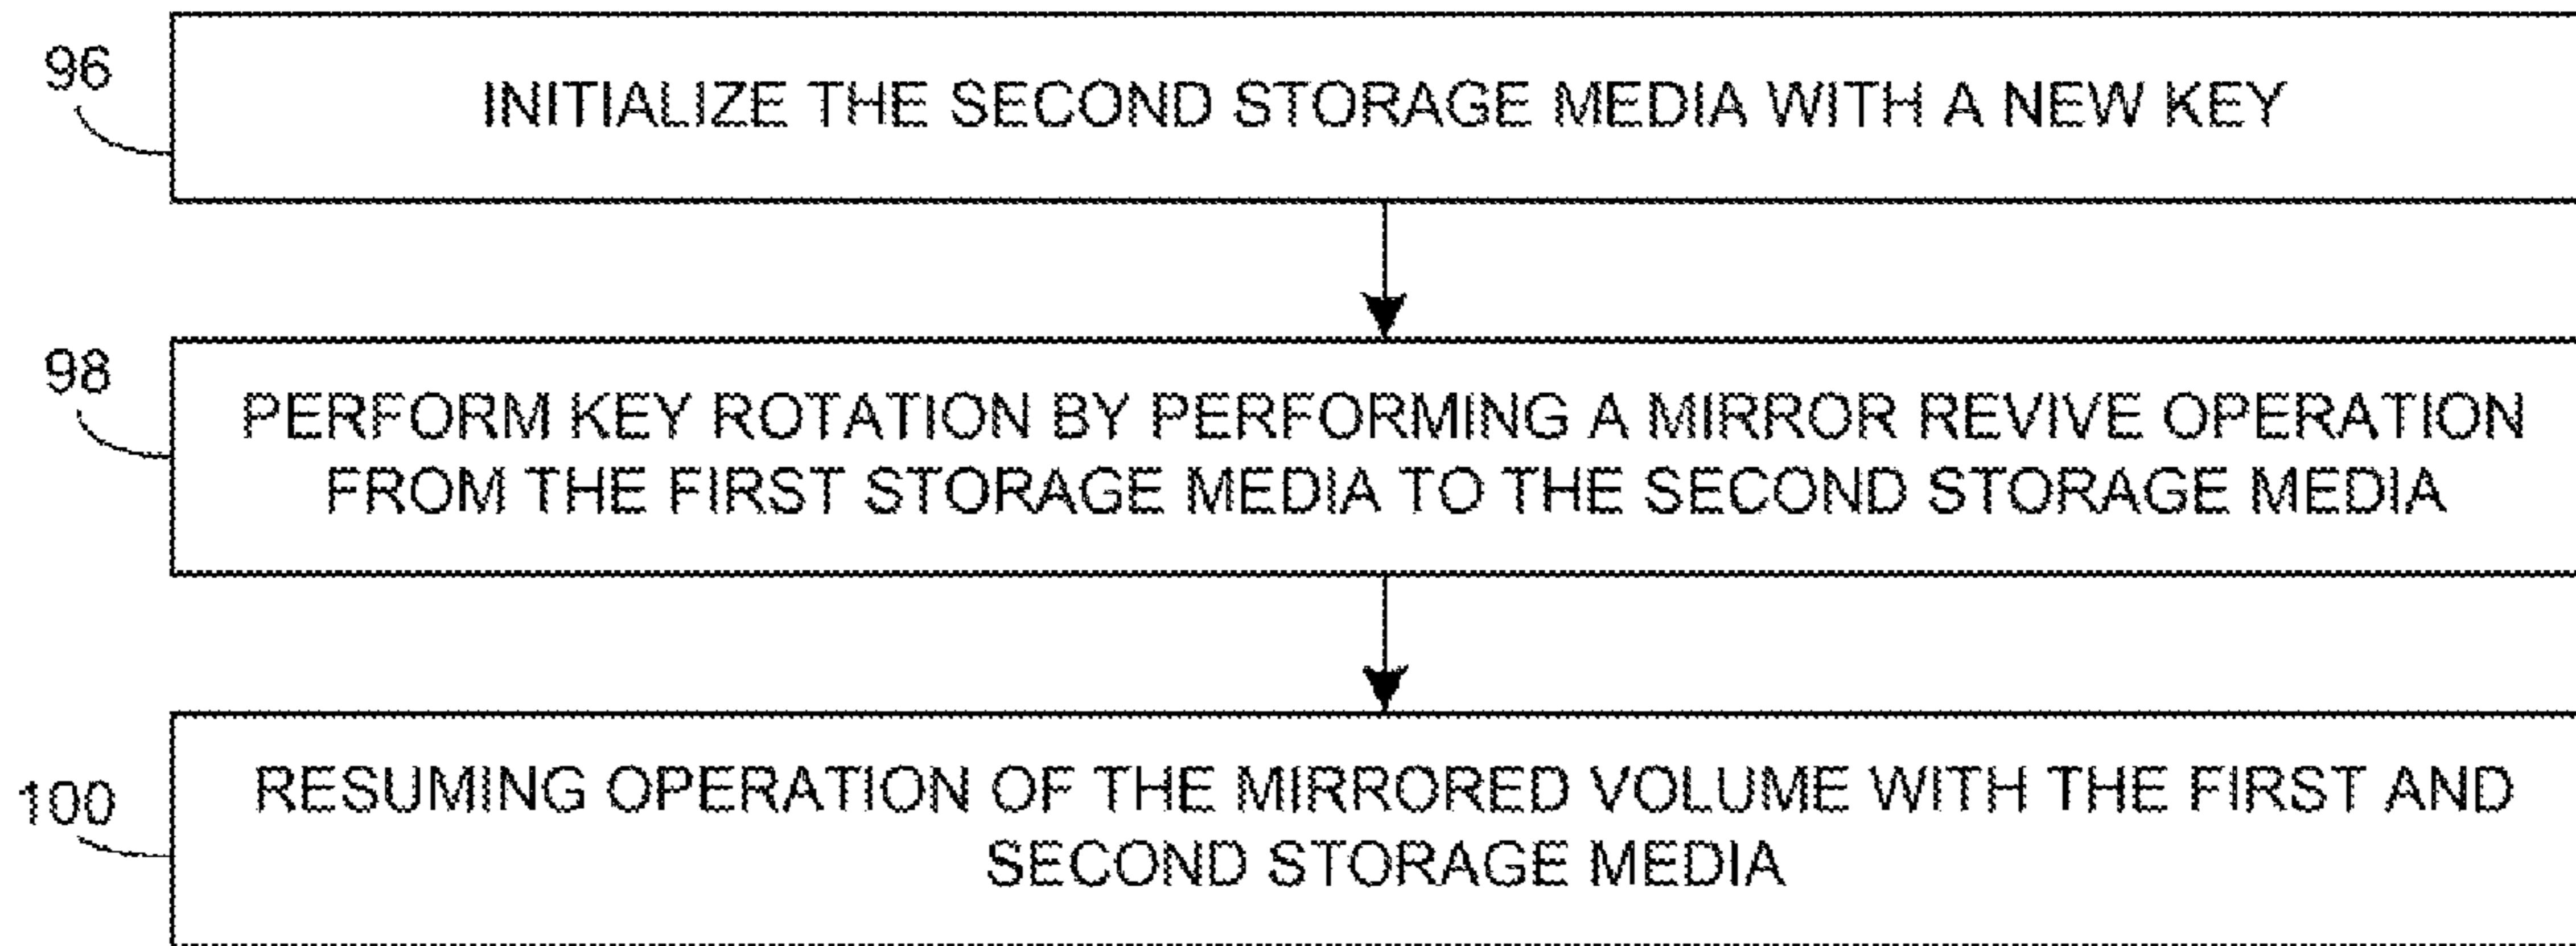 96
INITIALIZE THE SECOND STORAGE MEDIA WITH A NEW KEY
98
PERFORM KEY ROTATION BY PERFORMING A MIRROR REVIVE OPERATION
FROM THE FIRST STORAGE MEDIA TO THE SECOND STORAGE MEDIA
100
RESUMING OPERATION OF THE MIRRORED VOLUME WITH THE FIRST AND
SECOND STORAGE MEDIA